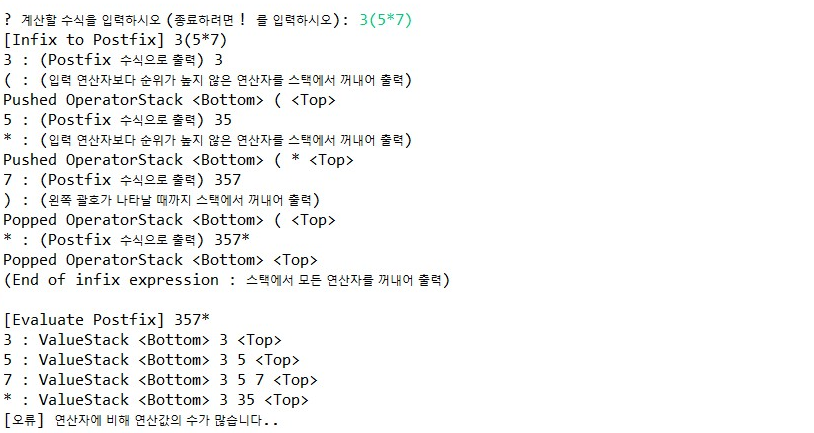 ? 계산할 수식을 입력하시오 (종료하려면 ! 를 입력하시오): 3(5*7)
[Infix to Postfix] 3(5*7)
3 : (Postfix 수식으로 출력) 3
( : (입력 연산자보다 순위가 높지 않은 연산자를 스택에서 꺼내어 출력)
Pushed OperatorStack <Bottom> ( <Top>
5 : (Postfix 수식으로 출력) 35
* : (입력 연산자보다 순위가 높지 않은 연산자를 스택에서 꺼내어 출력)
Pushed OperatorStack <Bottom> ( * <Top>
7 : (Postfix 수식으로 출력) 357
) : (왼쪽 괄호가 나타날 때까지 스택에서 꺼내어 출력)
Popped OperatorStack <Bottom> ( <Top>
* : (Postfix 수식으로 출력) 357*
Popped OperatorStack <Bottom> <Top>
(End of infix expression : 스택에서 모든 연산자를 꺼내어 출력)
[Evaluate Postfix] 357*
3 : ValueStack <Bottom> 3 <Top>
5 : ValueStack <Bottom> 3 5 <Top>
7 : ValueStack <Bottom> 3 5 7 <Top>
* : ValueStack <Bottom> 3 35 <Top>
[오류] 연산자에 비해 연산값의 수가 많습니다..